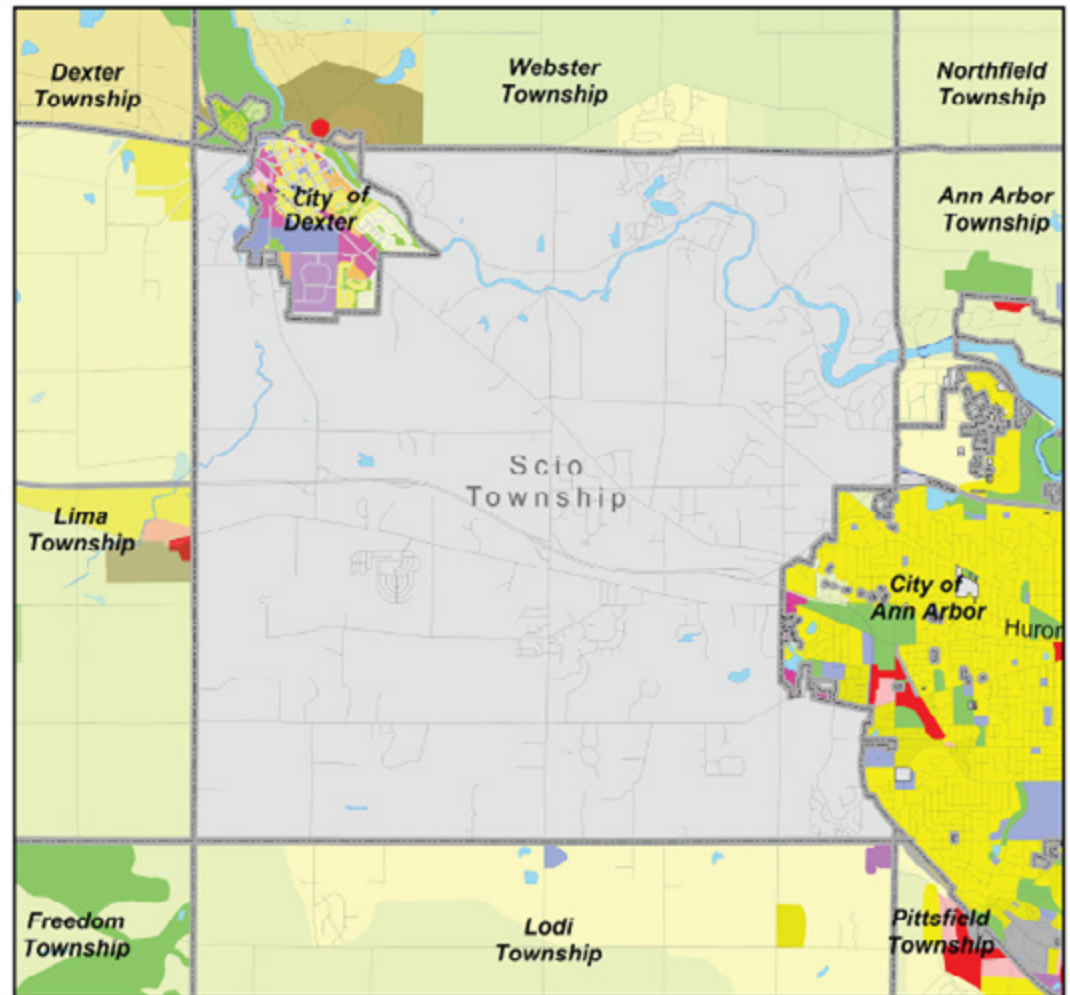 Dexter
Township
Webster
Township
Northfield
Township
City of
Dexter
Ann Arbor
Township
Scio
Township
Lima
Township
City of
Ann Arbor
Huron
Freedom
Township
Lodi
Township
Pittsfield
Township